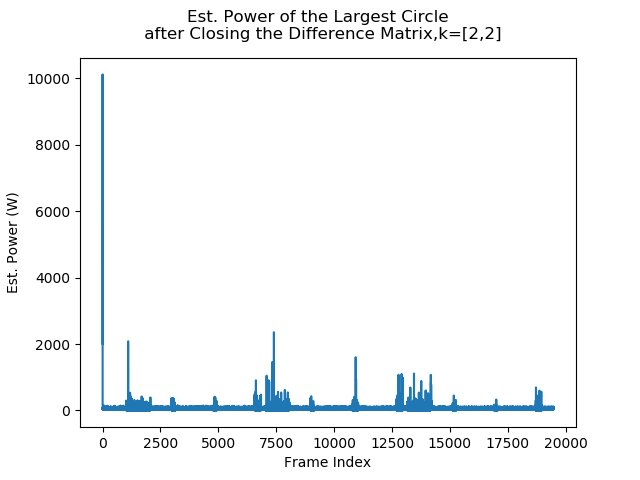 Est. Power of the Largest Circle
after Closing the Difference Matrix,k=[2,2]
10000
8000
6000
4000
2000
0
Est. Power (W)
0 2500 5000 7500 10000 12500 15000 17500 20000
Frame Index